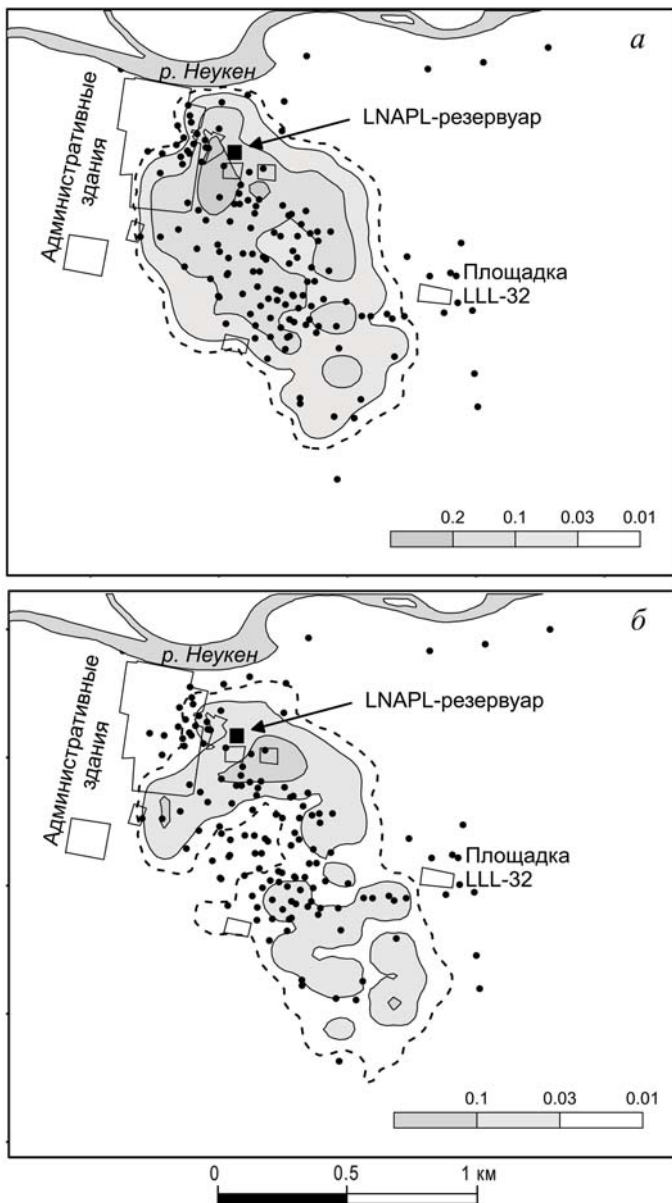 а
р. Неукен
LNAPL-резервуар
Административные
здания
Площадка
LLL-32
0.2 0.1 0.03 0.01
б
р. Неукен
LNAPL-резервуар
Административные
здания
Площадка
LLL-32
0.1 0.03 0.01
0 0.5 1 км